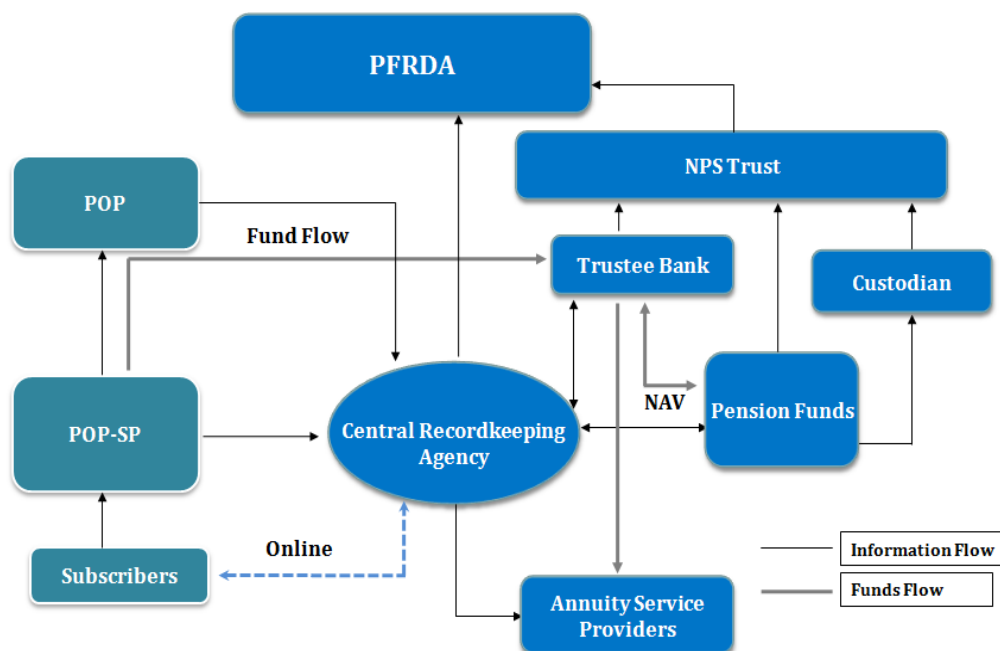 PFRDA
NPS Trust
POP
Fund Flow
Trustee Bank
Custodian
POP-SP
Central Recordkeeping
Agency
NAV
Pension Funds
Online
Subscribers
Information Flow
Funds Flow
Annuity Service
Providers